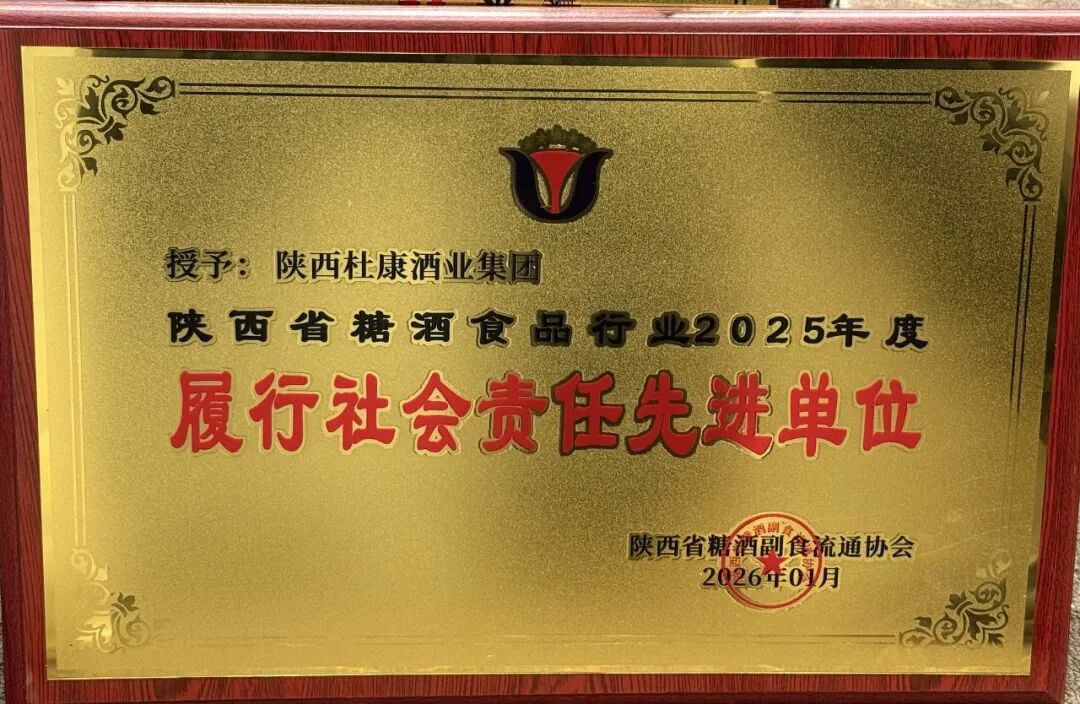 授予：陕西杜康酒业集团
陕西省糖酒食品行业2025年度
履行社会责任先进单位
陕西省糖酒副食流通协会
2026年01月